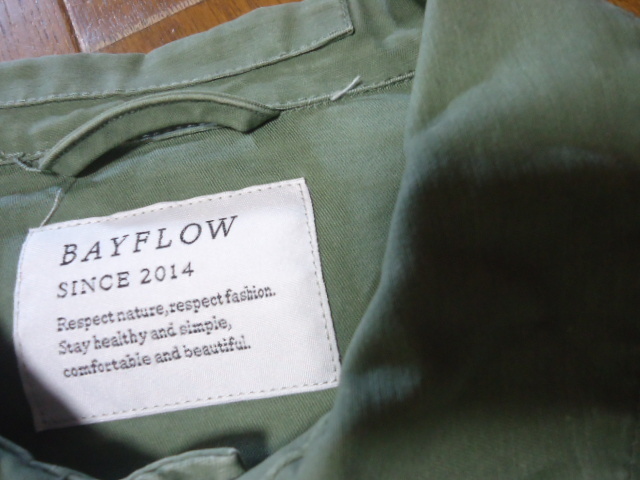 BAYFLOW
SINCE 2014
Respect nature, respect fashion.
Stay healthy and simple,
comfortable and beautiful.